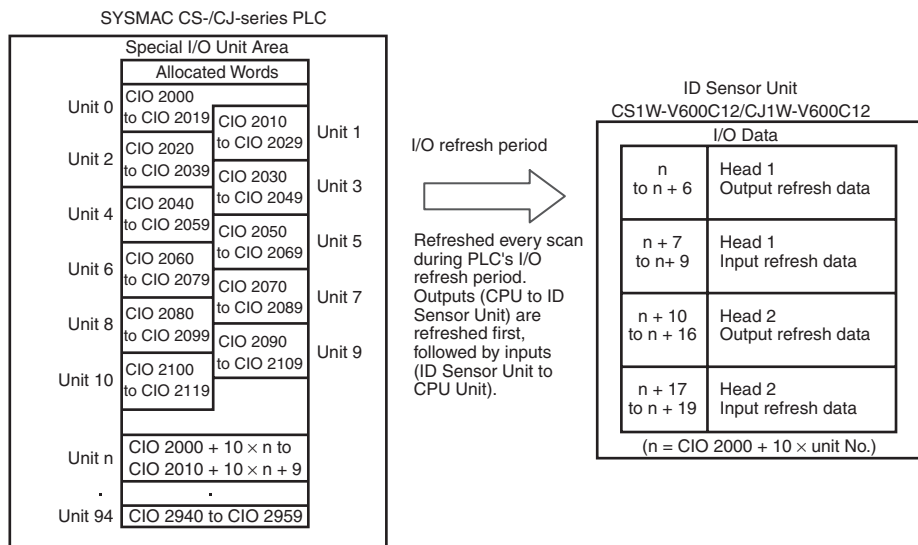 SYSMAC CS-/CJ-series PLC
Special I/O Unit Area
Allocated Words
Unit 0
CIO 2000
to CIO 2019
CIO 2010
to CIO 2029
Unit 1
Unit 2
CIO 2020
to CIO 2039
CIO 2030
to CIO 2049
Unit 3
Unit 4
CIO 2040
to CIO 2059
CIO 2050
to CIO 2069
Unit 5
Unit 6
CIO 2060
to CIO 2079
CIO 2070
to CIO 2089
Unit 7
Unit 8
CIO 2080
to CIO 2099
CIO 2090
to CIO 2109
Unit 9
Unit 10
CIO 2100
to CIO 2119
Unit n
CIO 2000 + 10 × n to
CIO 2010 + 10 × n + 9
. .
Unit 94
CIO 2940 to CIO 2959
I/O refresh period
Refreshed every scan
during PLC's I/O
refresh period.
Outputs (CPU to ID
Sensor Unit) are
refreshed first,
followed by inputs
(ID Sensor Unit to
CPU Unit).
ID Sensor Unit
CS1W-V600C12/CJ1W-V600C12
I/O Data
n
to n + 6
Head 1
Output refresh data
n + 7
to n+ 9
Head 1
Input refresh data
n + 10
to n + 16
Head 2
Output refresh data
n + 17
to n + 19
Head 2
Input refresh data
(n = CIO 2000 + 10 × unit No.)